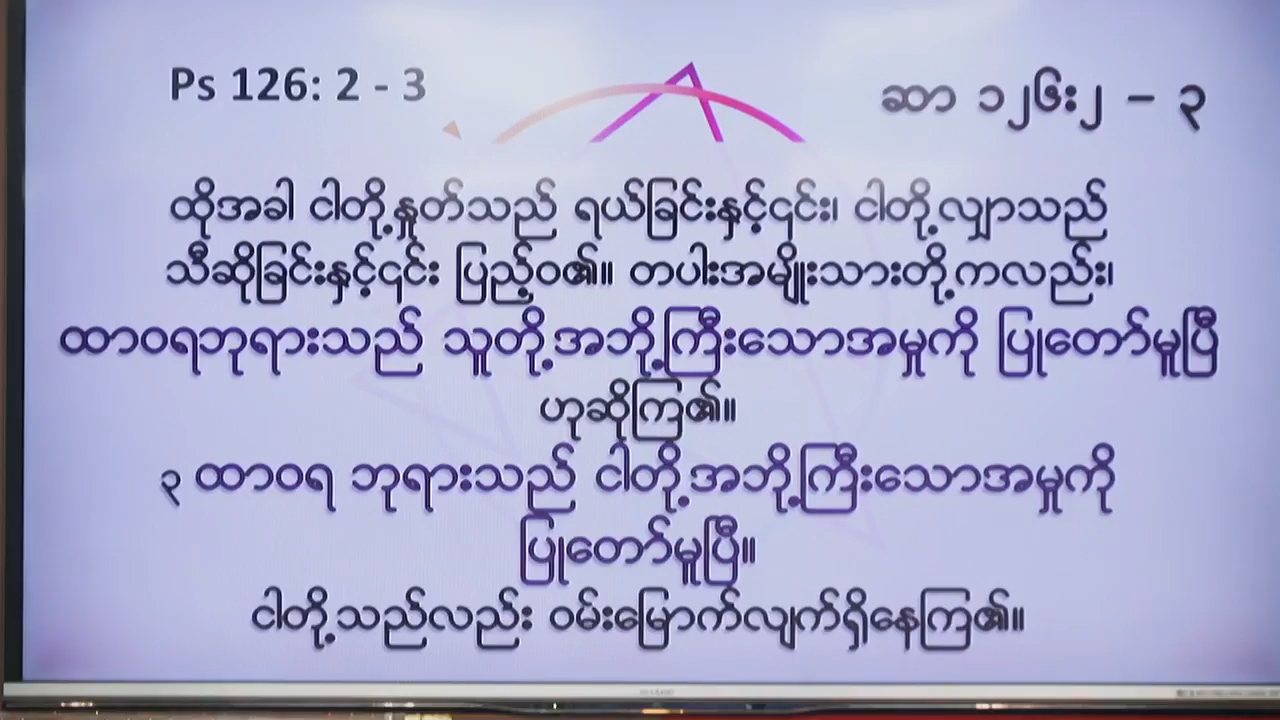 Ps 126: 2 - 3
ဆာ ၁၂၆း၂ – ၃
ထိုအခါ ငါတို့နှုတ်သည် ရယ်ခြင်းနှင့်၎င်း၊ ငါတို့လျှာသည်
သီဆိုခြင်းနှင့်၎င်း ပြည့်ဝ၏။ တပါးအမျိုးသားတို့ကလည်း၊
ထာဝရဘုရားသည် သူတို့အဘို့ကြီးသောအမှုကို ပြုတော်မူပြီ
ဟုဆိုကြ၏။
၃ ထာဝရ ဘုရားသည် ငါတို့အဘို့ကြီးသောအမှုကို
ပြုတော်မူပြီ။
ငါတို့သည်လည်း ဝမ်းမြောက်လျက်ရှိနေကြ၏။